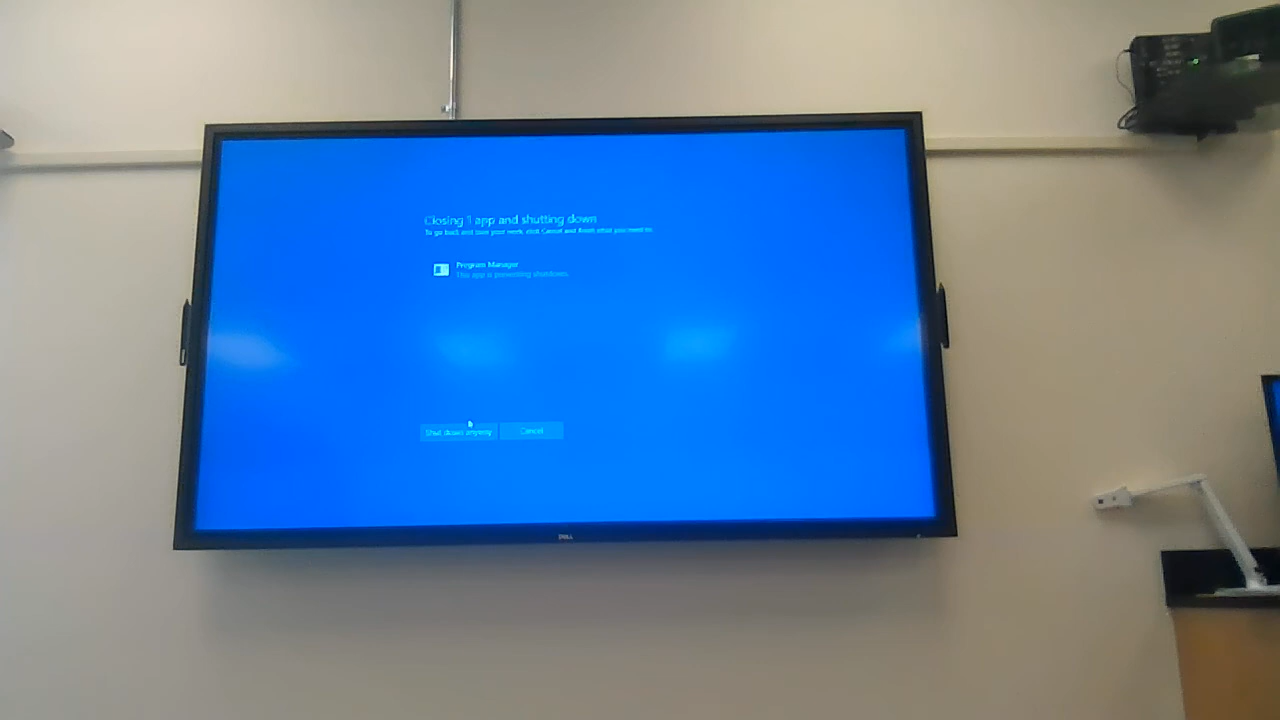 Closing 1 app and shutting down
To go back and save your work, click Cancel and finish what you need to.
Program Manager
This app is preventing shutdown.
Shut down anyway
Cancel
DELL